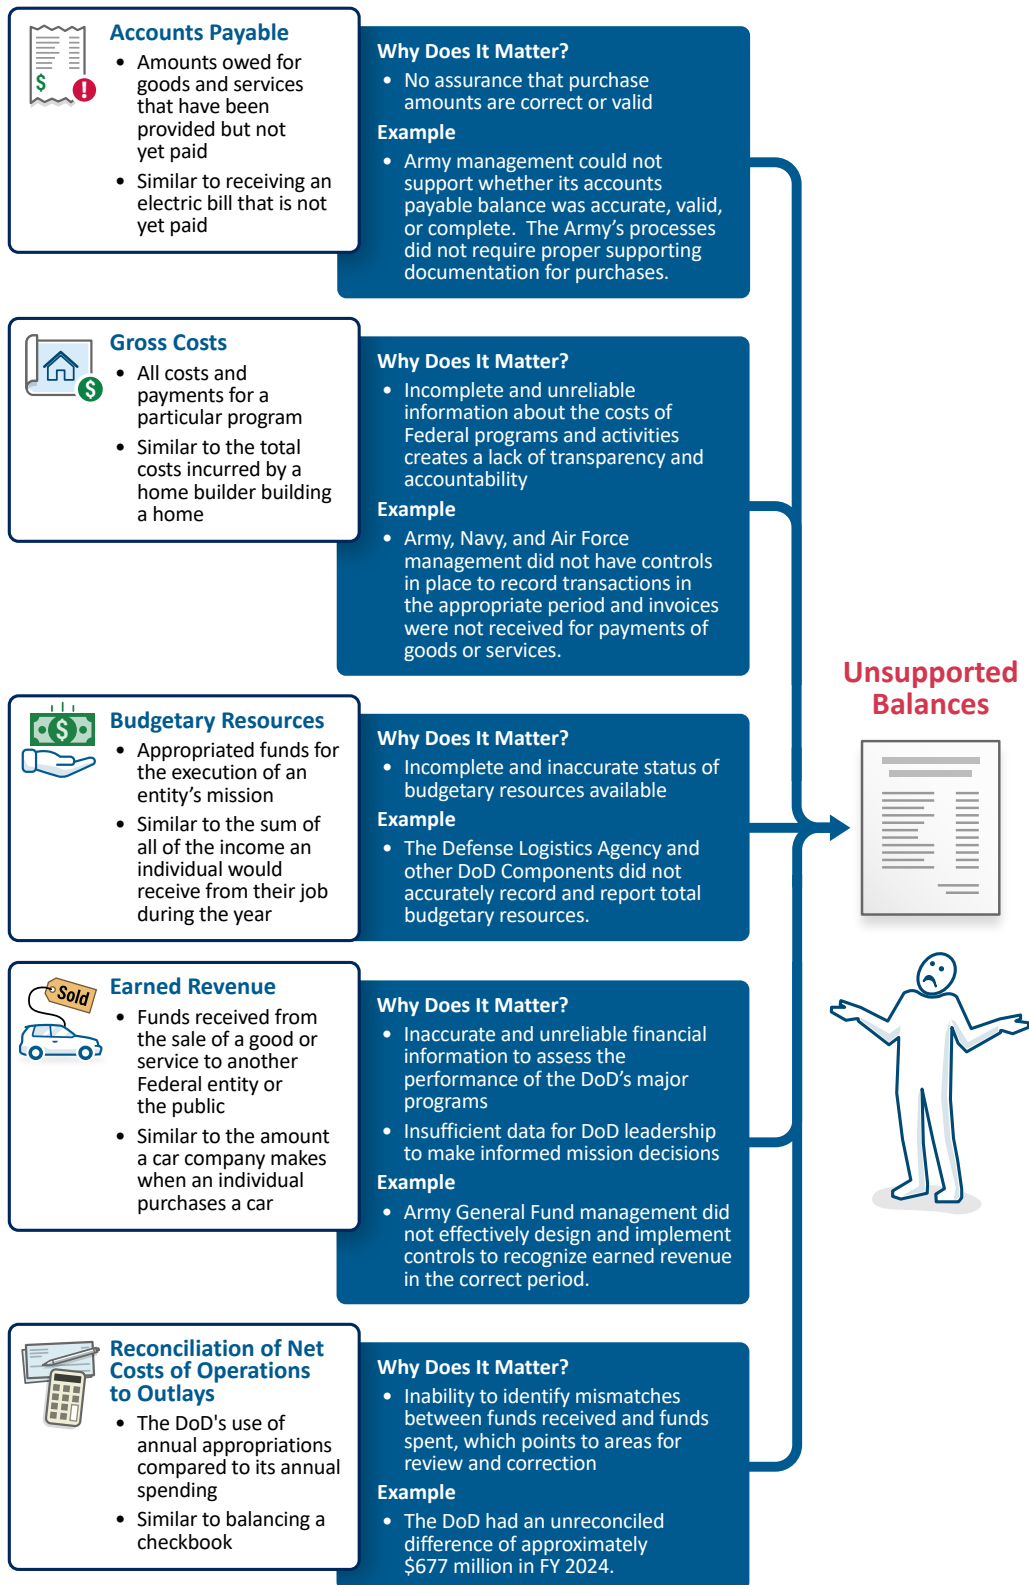 Accounts Payable
• Amounts owed for
goods and services
that have been
provided but not
yet paid
• Similar to receiving an
electric bill that is not
yet paid
$
!
Why Does It Matter?
• No assurance that purchase
amounts are correct or valid
Example
• Army management could not
support whether its accounts
payable balance was accurate, valid,
or complete.  The Army's processes
did not require proper supporting
documentation for purchases.
Gross Costs
• All costs and
payments for a
particular program
• Similar to the total
costs incurred by a
home builder building
a home
$
Why Does It Matter?
• Incomplete and unreliable
information about the costs of
Federal programs and activities
creates a lack of transparency and
accountability
Example
• Army, Navy, and Air Force
management did not have controls
in place to record transactions in
the appropriate period and invoices
were not received for payments of
goods or services.
Unsupported
Balances
Budgetary Resources
• Appropriated funds for
the execution of an
entity's mission
• Similar to the sum of
all of the income an
individual would
receive from their job
during the year
$
Why Does It Matter?
• Incomplete and inaccurate status of
budgetary resources available
Example
• The Defense Logistics Agency and
other DoD Components did not
accurately record and report total
budgetary resources.
Sold
Earned Revenue
• Funds received from
the sale of a good or
service to another
Federal entity or
the public
• Similar to the amount
a car company makes
when an individual
purchases a car
Why Does It Matter?
• Inaccurate and unreliable financial
information to assess the
performance of the DoD's major
programs
• Insufficient data for DoD leadership
to make informed mission decisions
Example
• Army General Fund management did
not effectively design and implement
controls to recognize earned revenue
in the correct period.
Reconciliation of Net
Costs of Operations
to Outlays
• The DoD's use of
annual appropriations
compared to its annual
spending
• Similar to balancing a
checkbook
Why Does It Matter?
• Inability to identify mismatches
between funds received and funds
spent, which points to areas for
review and correction
Example
• The DoD had an unreconciled
difference of approximately
$677 million in FY 2024.